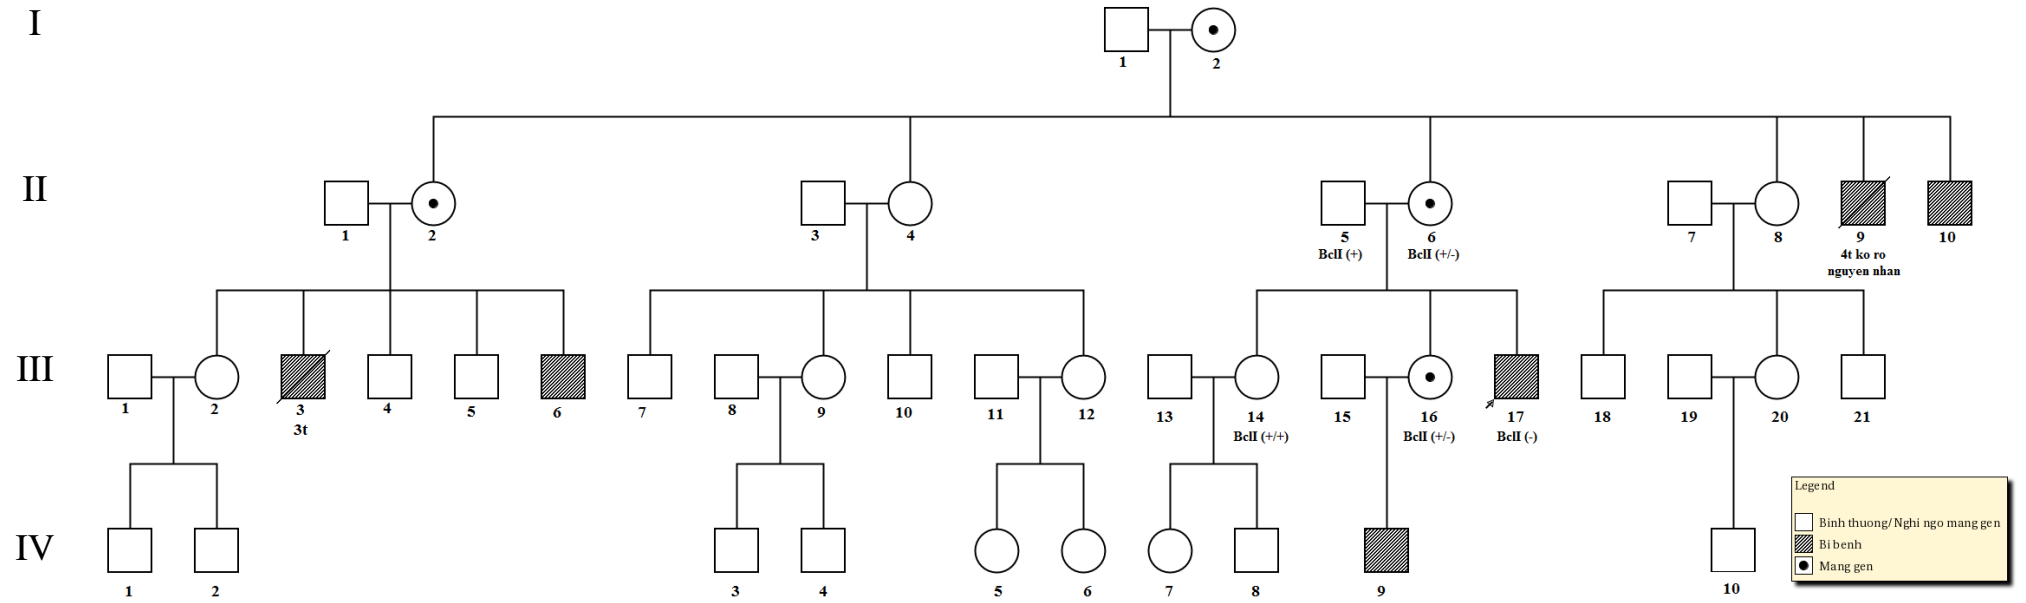 I
1 2
II
1 2 3 4 5 6 7 8 9 10
BclI (+) BclI (+/-) 4t ko ro
nguyen nhan
III
1 2 3 4 5 6 7 8 9 10 11 12 13 14 15 16 17 18 19 20 21
3t BclI (+/+) BclI (+/-) BclI (-)
Legend
Binh thuong/ Nghi ngo mang gen
Bi benh
Mang gen
IV
1 2 3 4 5 6 7 8 9 10